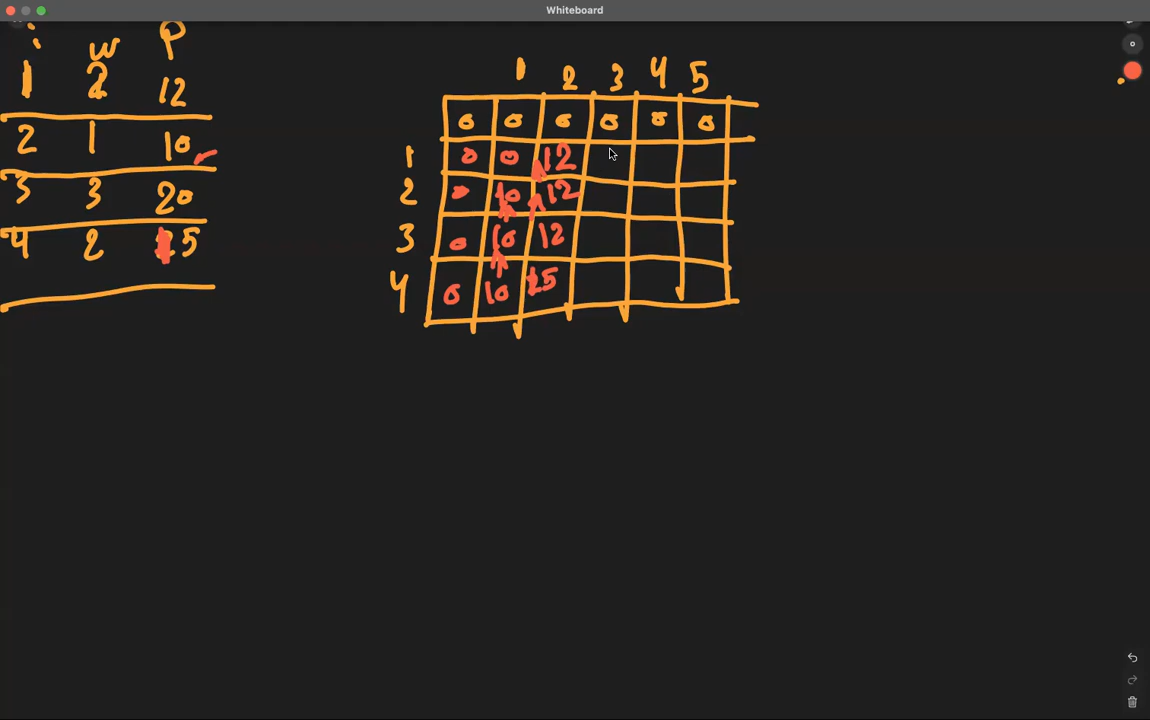 Whiteboard
i w P
1 2 12
2 1 10
3 3 20
4 2 15
1 2 3 4 5
0 0 0 0 0 0
1 0 0 12
2 0 10 12
3 0 10 12
4 0 10 15